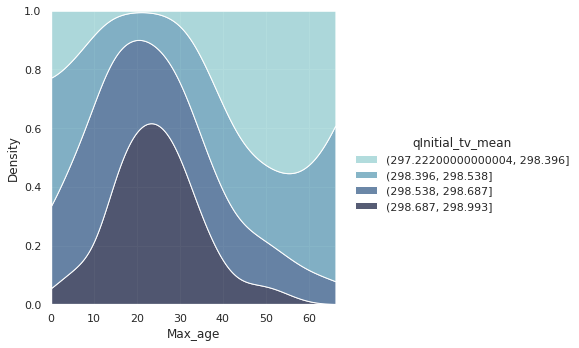 1.0
0.8
0.6
0.4
0.2
0.0
Density
0 10 20 30 40 50 60
Max_age
qInitial_tv_mean
(297.22200000000004, 298.396]
(298.396, 298.538]
(298.538, 298.687]
(298.687, 298.993]